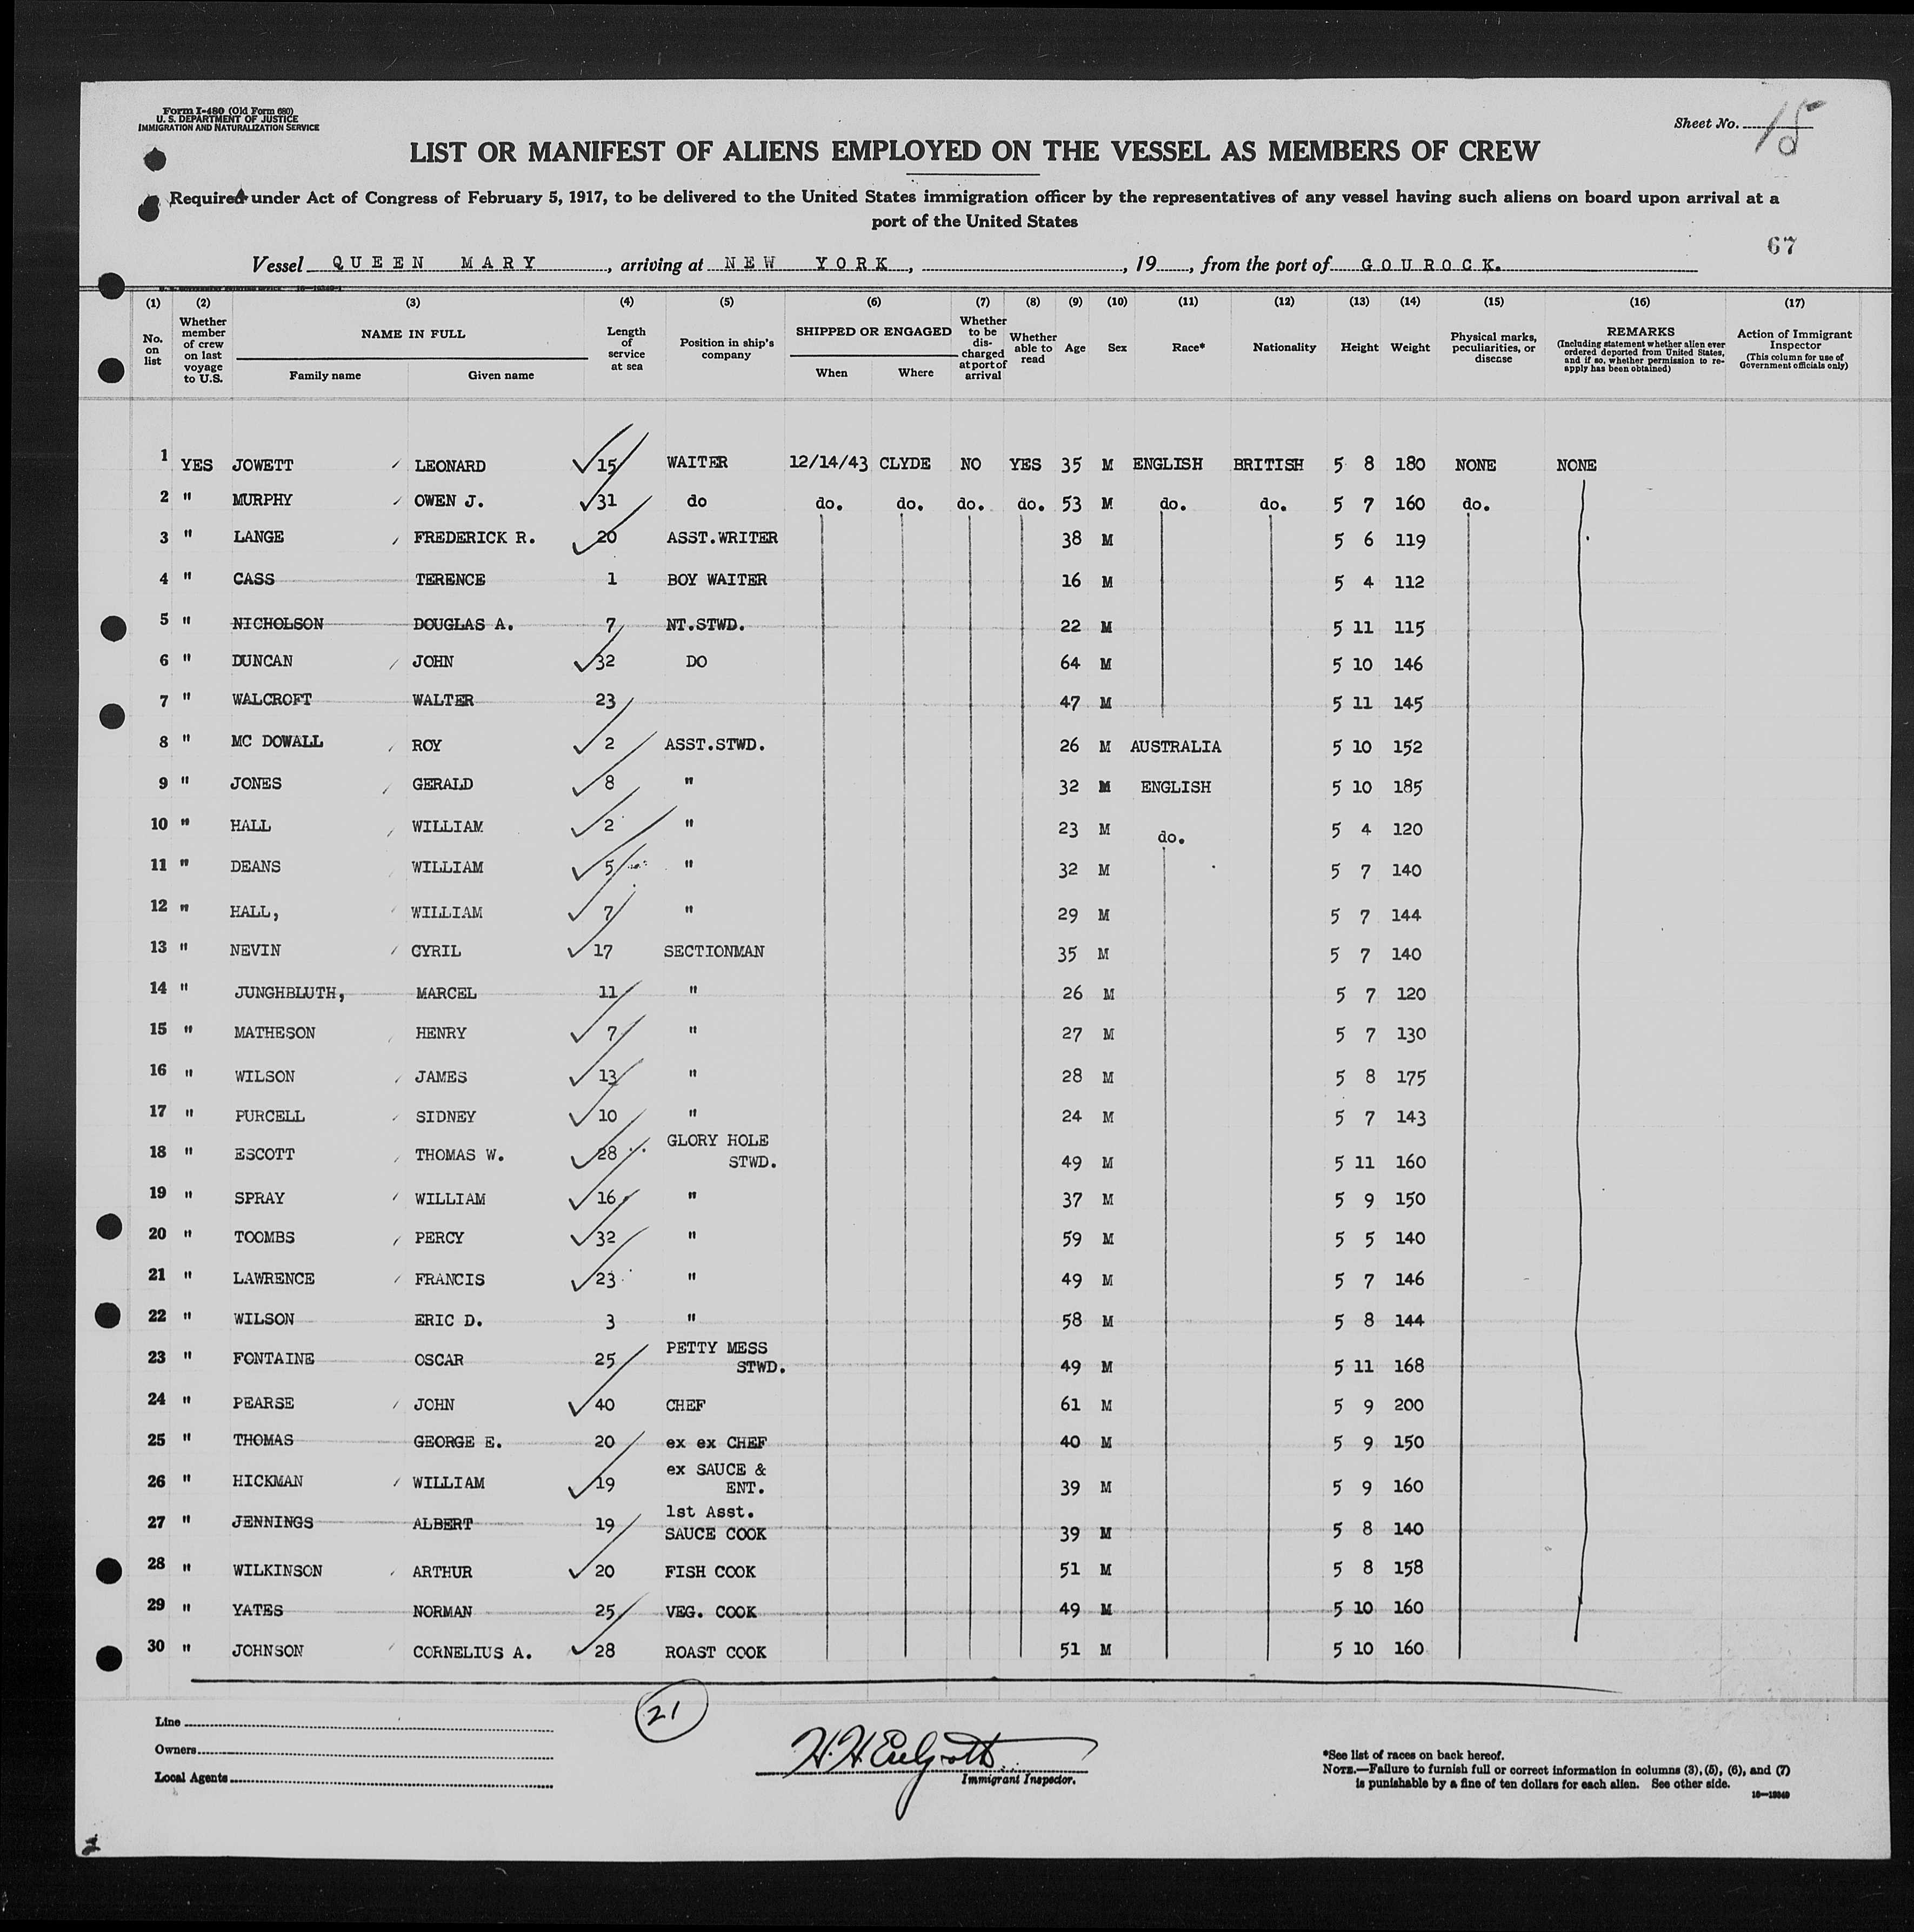 Form I-480 (Old Form 680)
U. S. DEPARTMENT OF JUSTICE
IMMIGRATION AND NATURALIZATION SERVICE
Sheet No. 15
LIST OR MANIFEST OF ALIENS EMPLOYED ON THE VESSEL AS MEMBERS OF CREW
Required under Act of Congress of February 5, 1917, to be delivered to the United States immigration officer by the representatives of any vessel having such aliens on board upon arrival at a
port of the United States
67
Vessel QUEEN MARY, arriving at NEW YORK, , 19 , from the port of GOUROCK.
(1) (2) (3) (4) (5) (6) (7) (8) (9) (10) (11) (12) (13) (14) (15) (16) (17)
No. on list
Whether member of crew on last voyage to U.S.
NAME IN FULL
Family name Given name
Length of service at sea
Position in ship's company
SHIPPED OR ENGAGED
When Where
Whether to be discharged at port of arrival
Whether able to read
Age
Sex
Race*
Nationality
Height
Weight
Physical marks, peculiarities, or disease
REMARKS
(Including statement whether alien ever ordered deported from United States, and if so, whether permission to re-apply has been obtained)
Action of Immigrant Inspector
(This column for use of Government officials only)
1 YES JOWETT LEONARD 15 WAITER 12/14/43 CLYDE NO YES 35 M ENGLISH BRITISH 5 8 180 NONE NONE
2 " MURPHY OWEN J. 31 do do. do. do. do. 53 M do. do. 5 7 160 do.
3 " LANGE FREDERICK R. 20 ASST.WRITER 38 M 5 6 119
4 " CASS TERENCE 1 BOY WAITER 16 M 5 4 112
5 " NICHOLSON DOUGLAS A. 7 NT.STWD. 22 M 5 11 115
6 " DUNCAN JOHN 32 DO 64 M 5 10 146
7 " WALCROFT WALTER 23 47 M 5 11 145
8 " MC DOWALL ROY 2 ASST.STWD. 26 M AUSTRALIA 5 10 152
9 " JONES GERALD 8 " 32 M ENGLISH 5 10 185
10 " HALL WILLIAM 2 " 23 M do. 5 4 120
11 " DEANS WILLIAM 5 " 32 M 5 7 140
12 " HALL, WILLIAM 7 " 29 M 5 7 144
13 " NEVIN CYRIL 17 SECTIONMAN 35 M 5 7 140
14 " JUNGHBLUTH, MARCEL 11 " 26 M 5 7 120
15 " MATHESON HENRY 7 " 27 M 5 7 130
16 " WILSON JAMES 13 " 28 M 5 8 175
17 " PURCELL SIDNEY 10 " 24 M 5 7 143
18 " ESCOTT THOMAS W. 28 GLORY HOLE STWD. 49 M 5 11 160
19 " SPRAY WILLIAM 16 " 37 M 5 9 150
20 " TOOMBS PERCY 32 " 59 M 5 5 140
21 " LAWRENCE FRANCIS 23 " 49 M 5 7 146
22 " WILSON ERIC D. 3 " 58 M 5 8 144
23 " FONTAINE OSCAR 25 PETTY MESS STWD. 49 M 5 11 168
24 " PEARSE JOHN 40 CHEF 61 M 5 9 200
25 " THOMAS GEORGE E. 20 ex ex CHEF 40 M 5 9 150
26 " HICKMAN WILLIAM 19 ex SAUCE & ENT. 39 M 5 9 160
27 " JENNINGS ALBERT 19 1st Asst. SAUCE COOK 39 M 5 8 140
28 " WILKINSON ARTHUR 20 FISH COOK 51 M 5 8 158
29 " YATES NORMAN 25 VEG. COOK 49 M 5 10 160
30 " JOHNSON CORNELIUS A. 28 ROAST COOK 51 M 5 10 160
21
Line
Owners
Local Agents
Immigrant Inspector.
*See list of races on back hereof.
NOTE.—Failure to furnish full or correct information in columns (3), (5), (6), and (7)
is punishable by a fine of ten dollars for each alien. See other side.